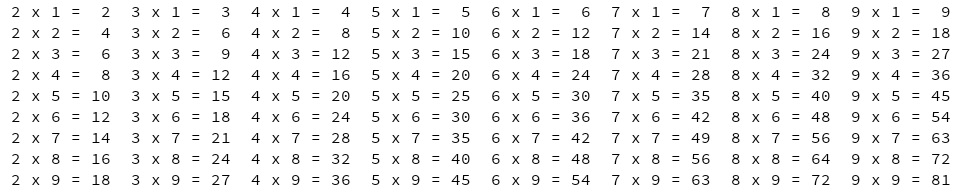 2 x 1 =  2  3 x 1 =  3  4 x 1 =  4  5 x 1 =  5  6 x 1 =  6  7 x 1 =  7  8 x 1 =  8  9 x 1 =  9
2 x 2 =  4  3 x 2 =  6  4 x 2 =  8  5 x 2 = 10  6 x 2 = 12  7 x 2 = 14  8 x 2 = 16  9 x 2 = 18
2 x 3 =  6  3 x 3 =  9  4 x 3 = 12  5 x 3 = 15  6 x 3 = 18  7 x 3 = 21  8 x 3 = 24  9 x 3 = 27
2 x 4 =  8  3 x 4 = 12  4 x 4 = 16  5 x 4 = 20  6 x 4 = 24  7 x 4 = 28  8 x 4 = 32  9 x 4 = 36
2 x 5 = 10  3 x 5 = 15  4 x 5 = 20  5 x 5 = 25  6 x 5 = 30  7 x 5 = 35  8 x 5 = 40  9 x 5 = 45
2 x 6 = 12  3 x 6 = 18  4 x 6 = 24  5 x 6 = 30  6 x 6 = 36  7 x 6 = 42  8 x 6 = 48  9 x 6 = 54
2 x 7 = 14  3 x 7 = 21  4 x 7 = 28  5 x 7 = 35  6 x 7 = 42  7 x 7 = 49  8 x 7 = 56  9 x 7 = 63
2 x 8 = 16  3 x 8 = 24  4 x 8 = 32  5 x 8 = 40  6 x 8 = 48  7 x 8 = 56  8 x 8 = 64  9 x 8 = 72
2 x 9 = 18  3 x 9 = 27  4 x 9 = 36  5 x 9 = 45  6 x 9 = 54  7 x 9 = 63  8 x 9 = 72  9 x 9 = 81